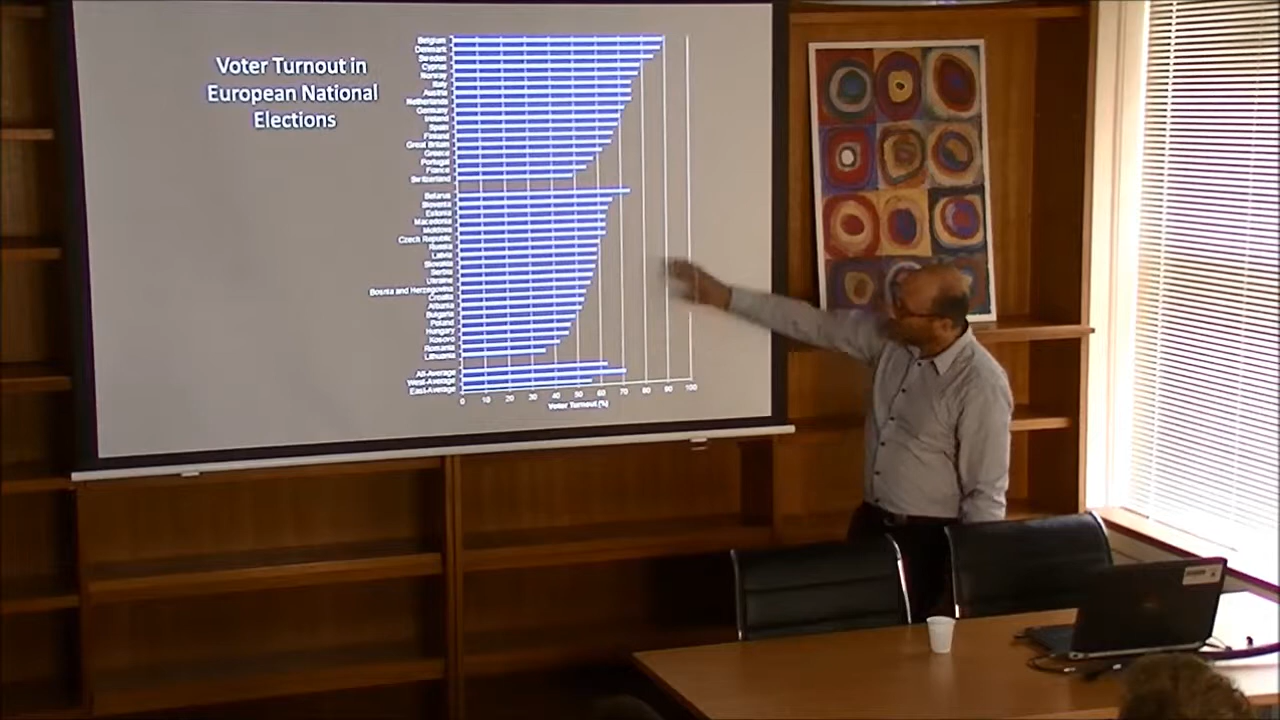 Voter Turnout in
European National
Elections
Belgium
Denmark
Sweden
Cyprus
Norway
Italy
Austria
Netherlands
Germany
Ireland
Spain
Finland
Great Britain
Greece
Portugal
France
Switzerland
Belarus
Slovenia
Estonia
Macedonia
Moldova
Czech Republic
Russia
Latvia
Slovakia
Serbia
Ukraine
Bosnia and Herzegovina
Croatia
Albania
Bulgaria
Poland
Hungary
Kosovo
Romania
Lithuania
All-Average
West-Average
East-Average
0 10 20 30 40 50 60 70 80 90 100
Voter Turnout (%)